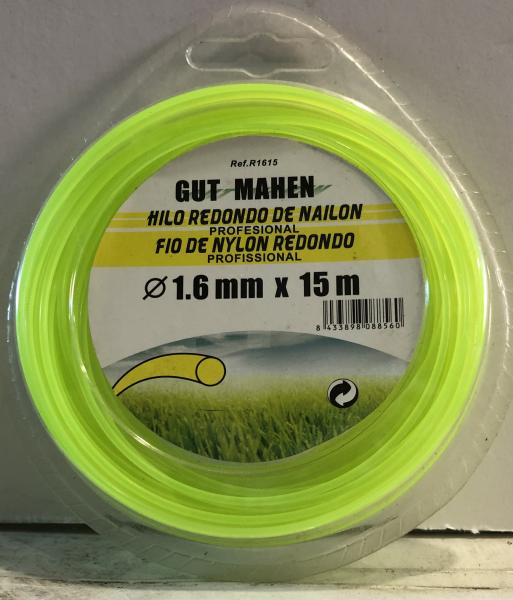 Ref.R1615
GUT MAHEN
HILO REDONDO DE NAILON
PROFESIONAL
FIO DE NYLON REDONDO
PROFISSIONAL
Ø 1.6 mm x 15 m
8 433898 088560